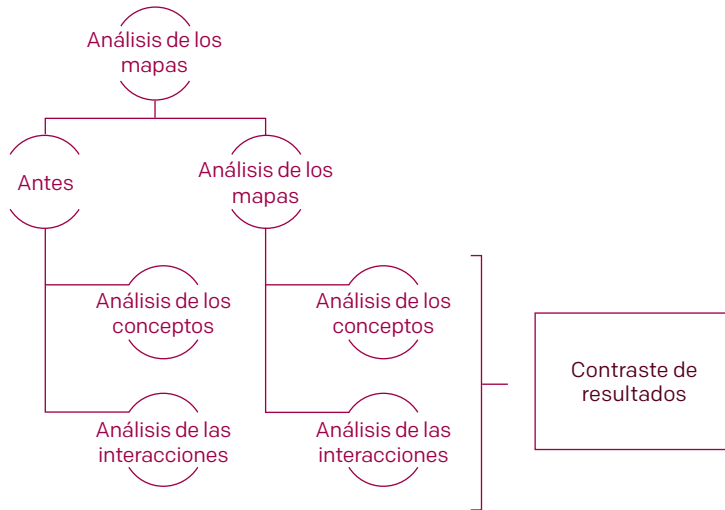 Análisis de los
mapas
Antes
Análisis de los
mapas
Análisis de los
conceptos
Análisis de los
conceptos
Contraste de
resultados
Análisis de las
interacciones
Análisis de las
interacciones